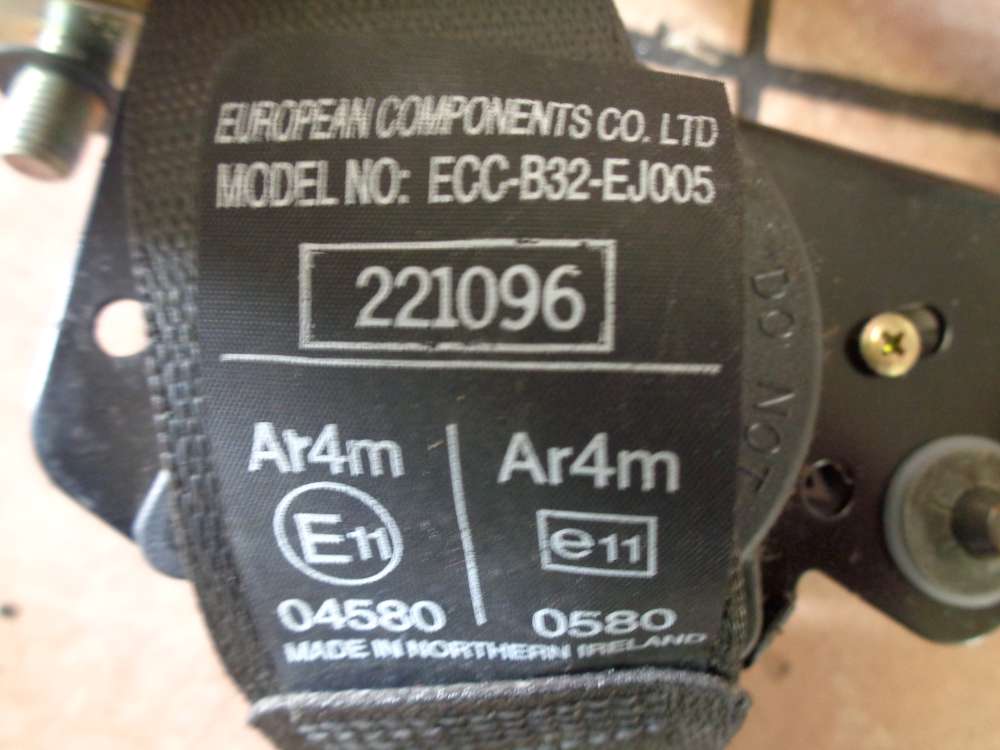 EUROPEAN COMPONENTS CO. LTD
MODEL NO: ECC-B32-EJ005
221096
Ar4m
E11
04580
Ar4m
e11
0580
MADE IN NORTHERN IRELAND
DO NOT